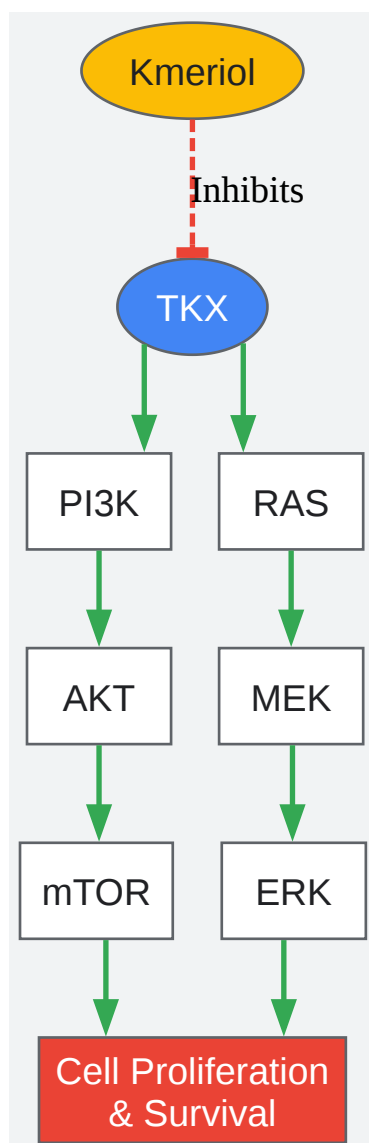 Kmeriol
Inhibits
TKX
PI3K
RAS
AKT
MEK
mTOR
ERK
Cell Proliferation
& Survival